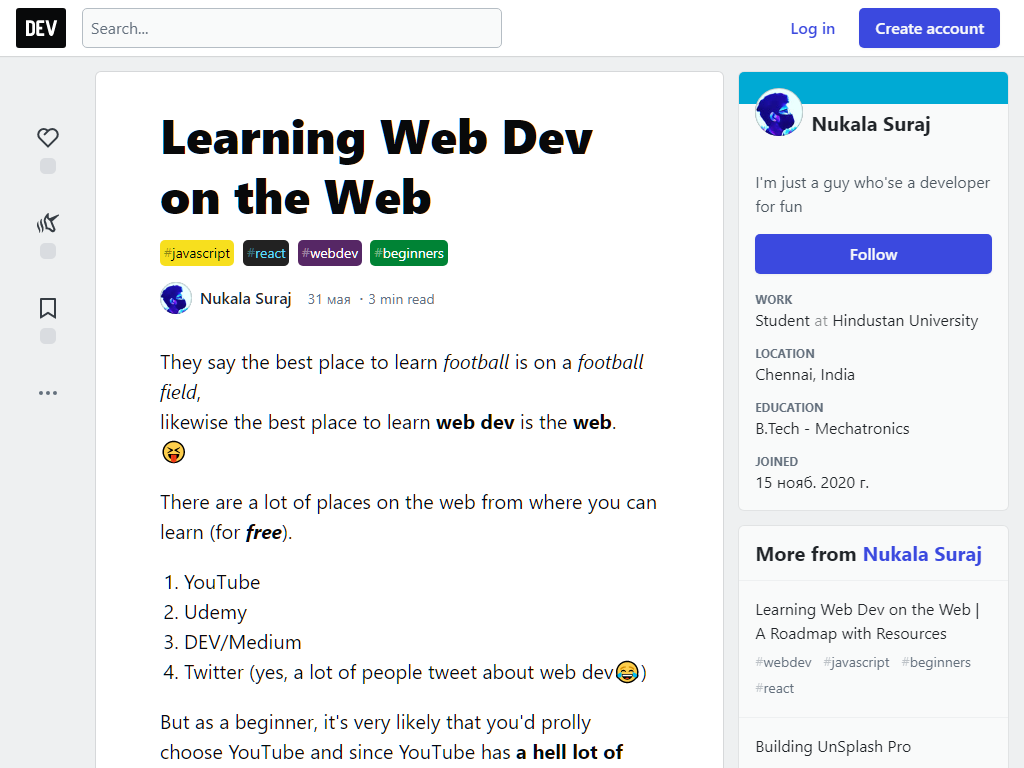 DEV
Search...
Log in
Create account
Learning Web Dev
on the Web
#javascript #react #webdev #beginners
Nukala Suraj 31 мая · 3 min read
They say the best place to learn football is on a football
field,
likewise the best place to learn web dev is the web.
There are a lot of places on the web from where you can
learn (for free).
1. YouTube
2. Udemy
3. DEV/Medium
4. Twitter (yes, a lot of people tweet about web dev😂)
But as a beginner, it's very likely that you'd prolly
choose YouTube and since YouTube has a hell lot of
Nukala Suraj
I'm just a guy who'se a developer
for fun
Follow
WORK
Student at Hindustan University
LOCATION
Chennai, India
EDUCATION
B.Tech - Mechatronics
JOINED
15 нояб. 2020 г.
More from Nukala Suraj
Learning Web Dev on the Web |
A Roadmap with Resources
#webdev #javascript #beginners
#react
Building UnSplash Pro